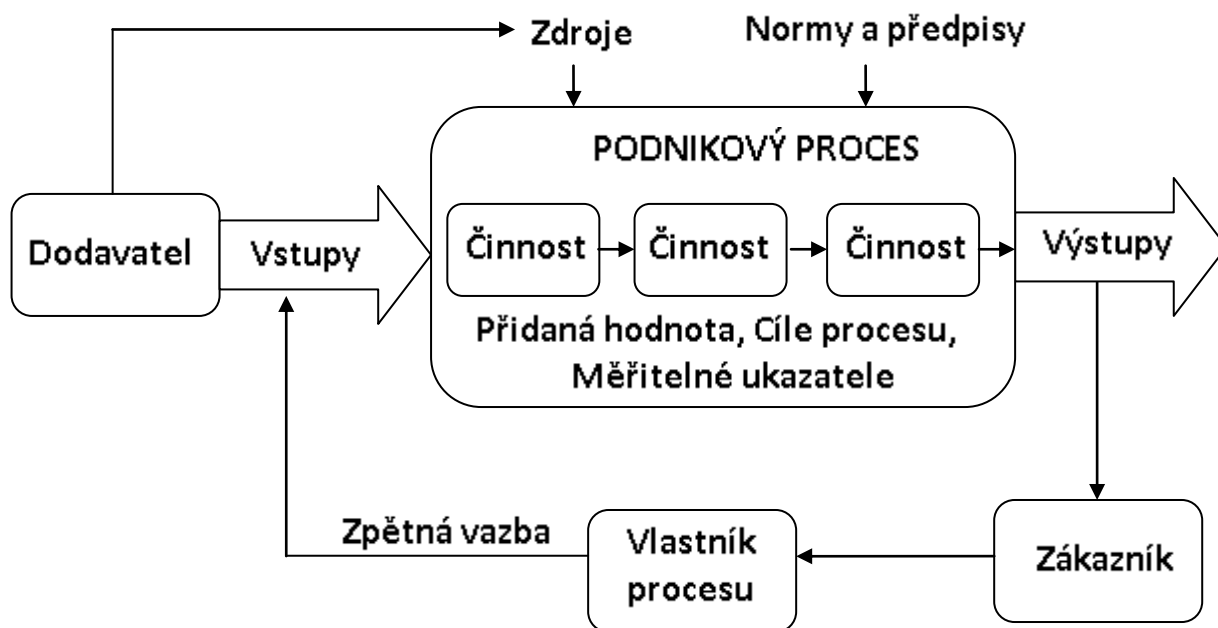 Zdroje
Normy a předpisy
PODNIKOVÝ PROCES
Dodavatel
Vstupy
Činnost
Činnost
Činnost
Výstupy
Přidaná hodnota, Cíle procesu,
Měřitelné ukazatele
Zpětná vazba
Vlastník
procesu
Zákazník